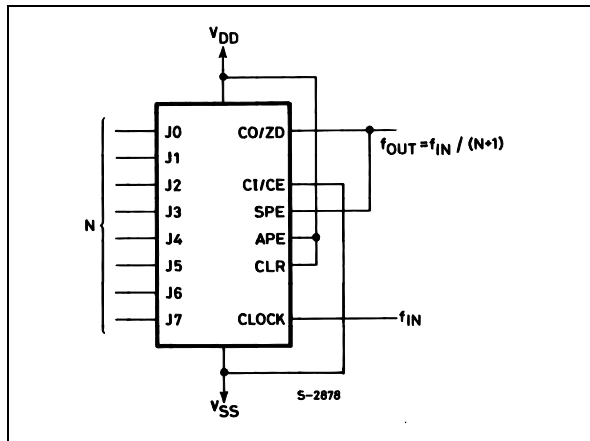 VDD
J0 CO/ZD
fOUT=fIN / (N+1)
J1
J2 CI/CE
J3 SPE
N J4 APE
J5 CLR
J6
J7 CLOCK fIN
S-2878
VSS